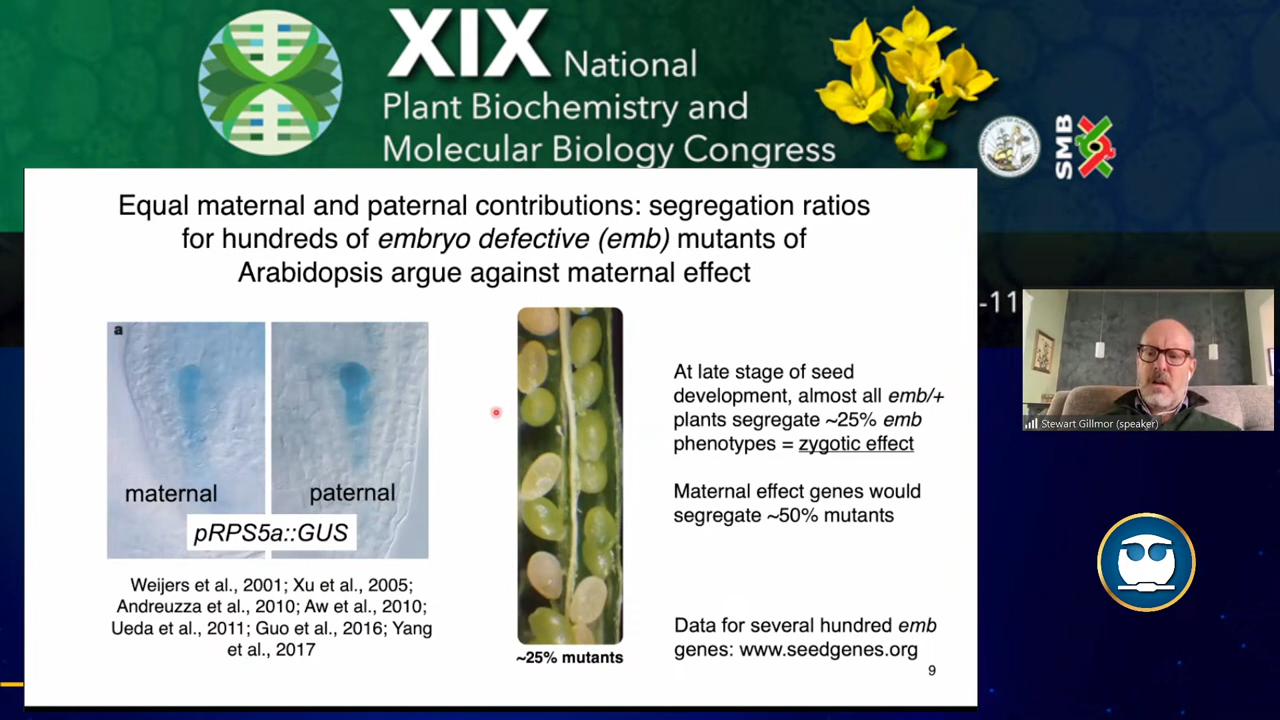 XIX National
Plant Biochemistry and
Molecular Biology Congress
SMB
Equal maternal and paternal contributions: segregation ratios
for hundreds of embryo defective (emb) mutants of
Arabidopsis argue against maternal effect
-11
a
maternal
paternal
pRPS5a::GUS
Weijers et al., 2001; Xu et al., 2005;
Andreuzza et al., 2010; Aw et al., 2010;
Ueda et al., 2011; Guo et al., 2016; Yang
et al., 2017
~25% mutants
At late stage of seed
development, almost all emb/+
plants segregate ~25% emb
phenotypes = zygotic effect
Maternal effect genes would
segregate ~50% mutants
Data for several hundred emb
genes: www.seedgenes.org
9
Stewart Gillmor (speaker)